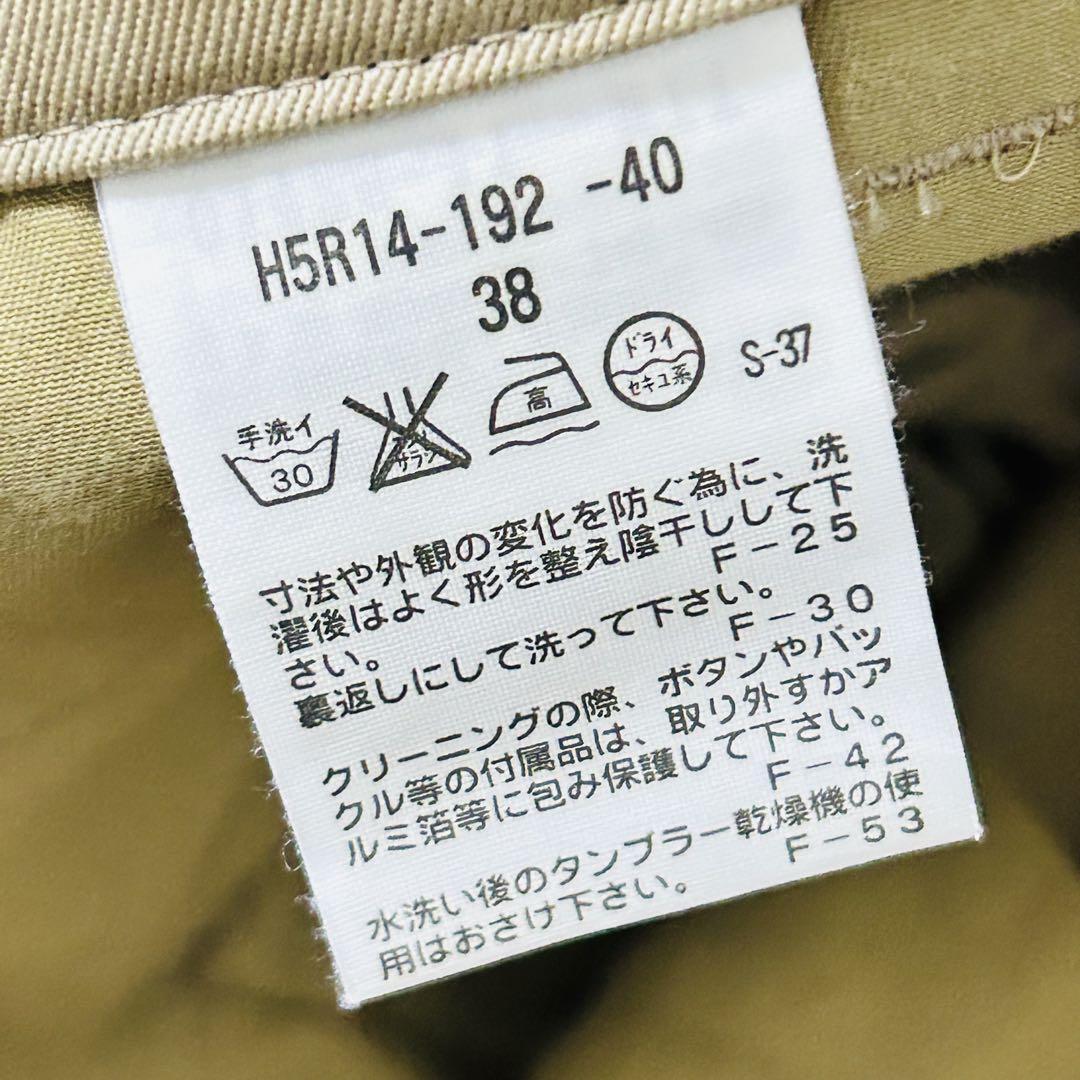 H5R14-192 -40
38
手洗イ
30
サラシ
高
ドライ
セキユ系
S-37
寸法や外観の変化を防ぐ為に、洗
濯後はよく形を整え陰干しして下
さい。 F-25
裏返しにして洗って下さい。
F-30
クリーニングの際、ボタンやバッ
クル等の付属品は、取り外すかア
ルミ箔等に包み保護して下さい。
F-42
水洗い後のタンブラー乾燥機の使
用はおさけ下さい。 F-53